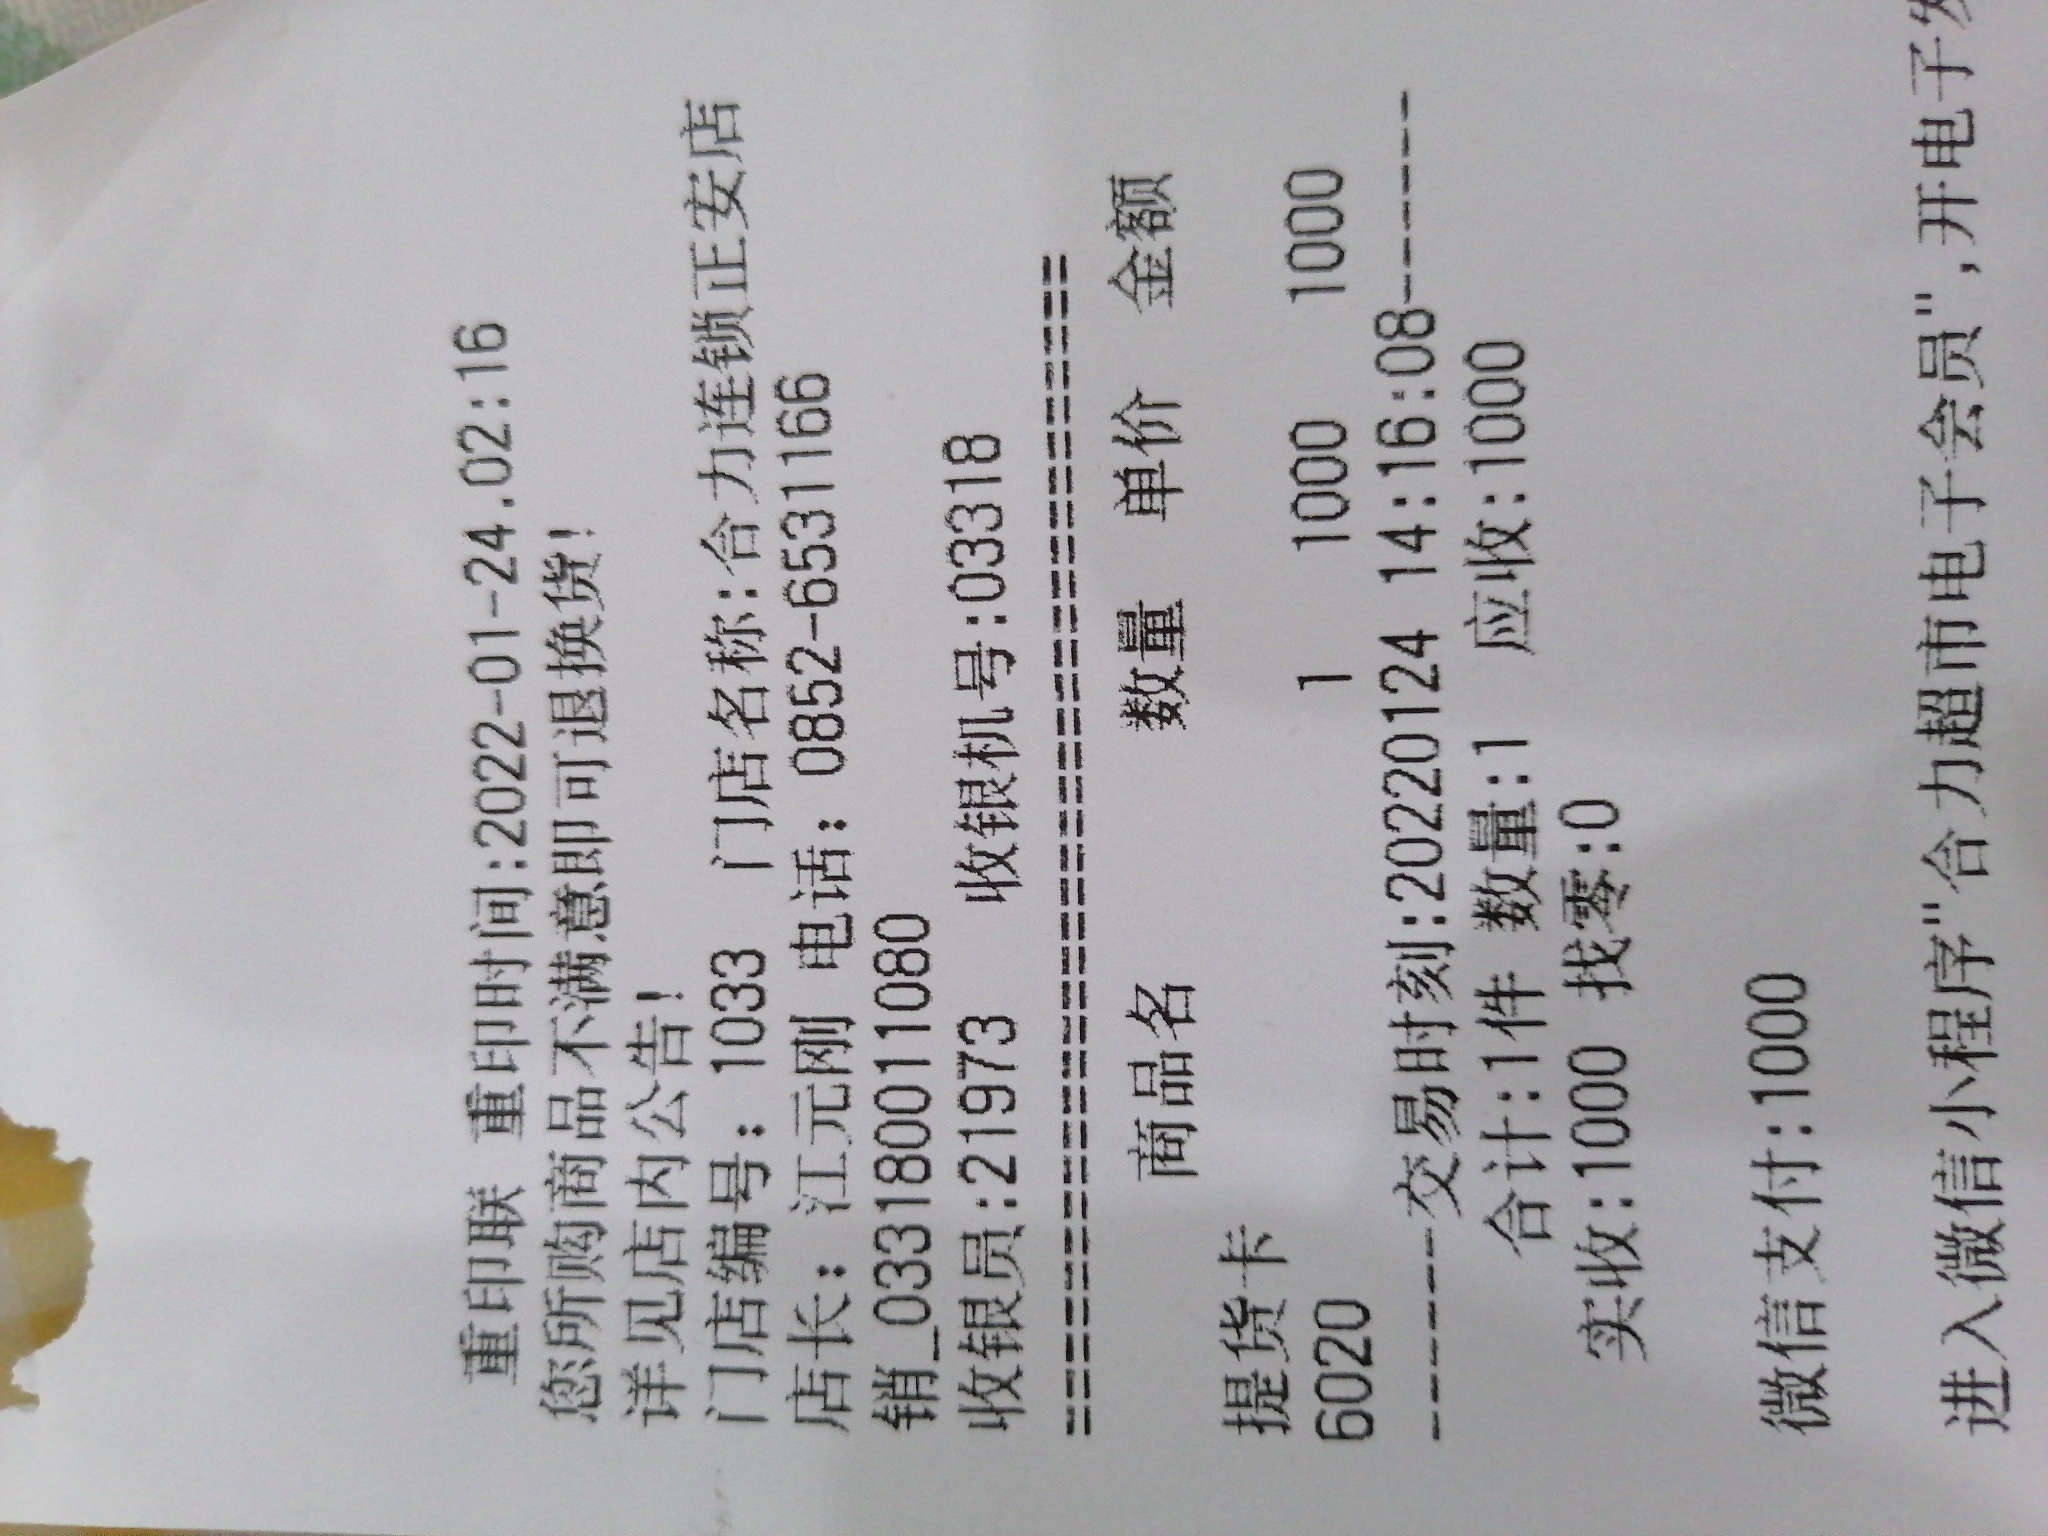 重印联 重印时间:2022-01-24.02:16
您所购商品不满意即可退换货!
详见店内公告!
门店编号: 1033 门店名称:合力连锁正安店
店长: 江元刚 电话: 0852-6531166
销_03318001​1080
收银员:21973 收银机号:03318
==============================================
商品名 数量 单价 金额
提货卡
6020 1 1000 1000
--------交易时刻:20220124 14:16:08--------
合计:1件 数量:1 应收:1000
实收:1000 找零:0
微信支付:1000
进入微信小程序"合力超市电子会员",开电子发